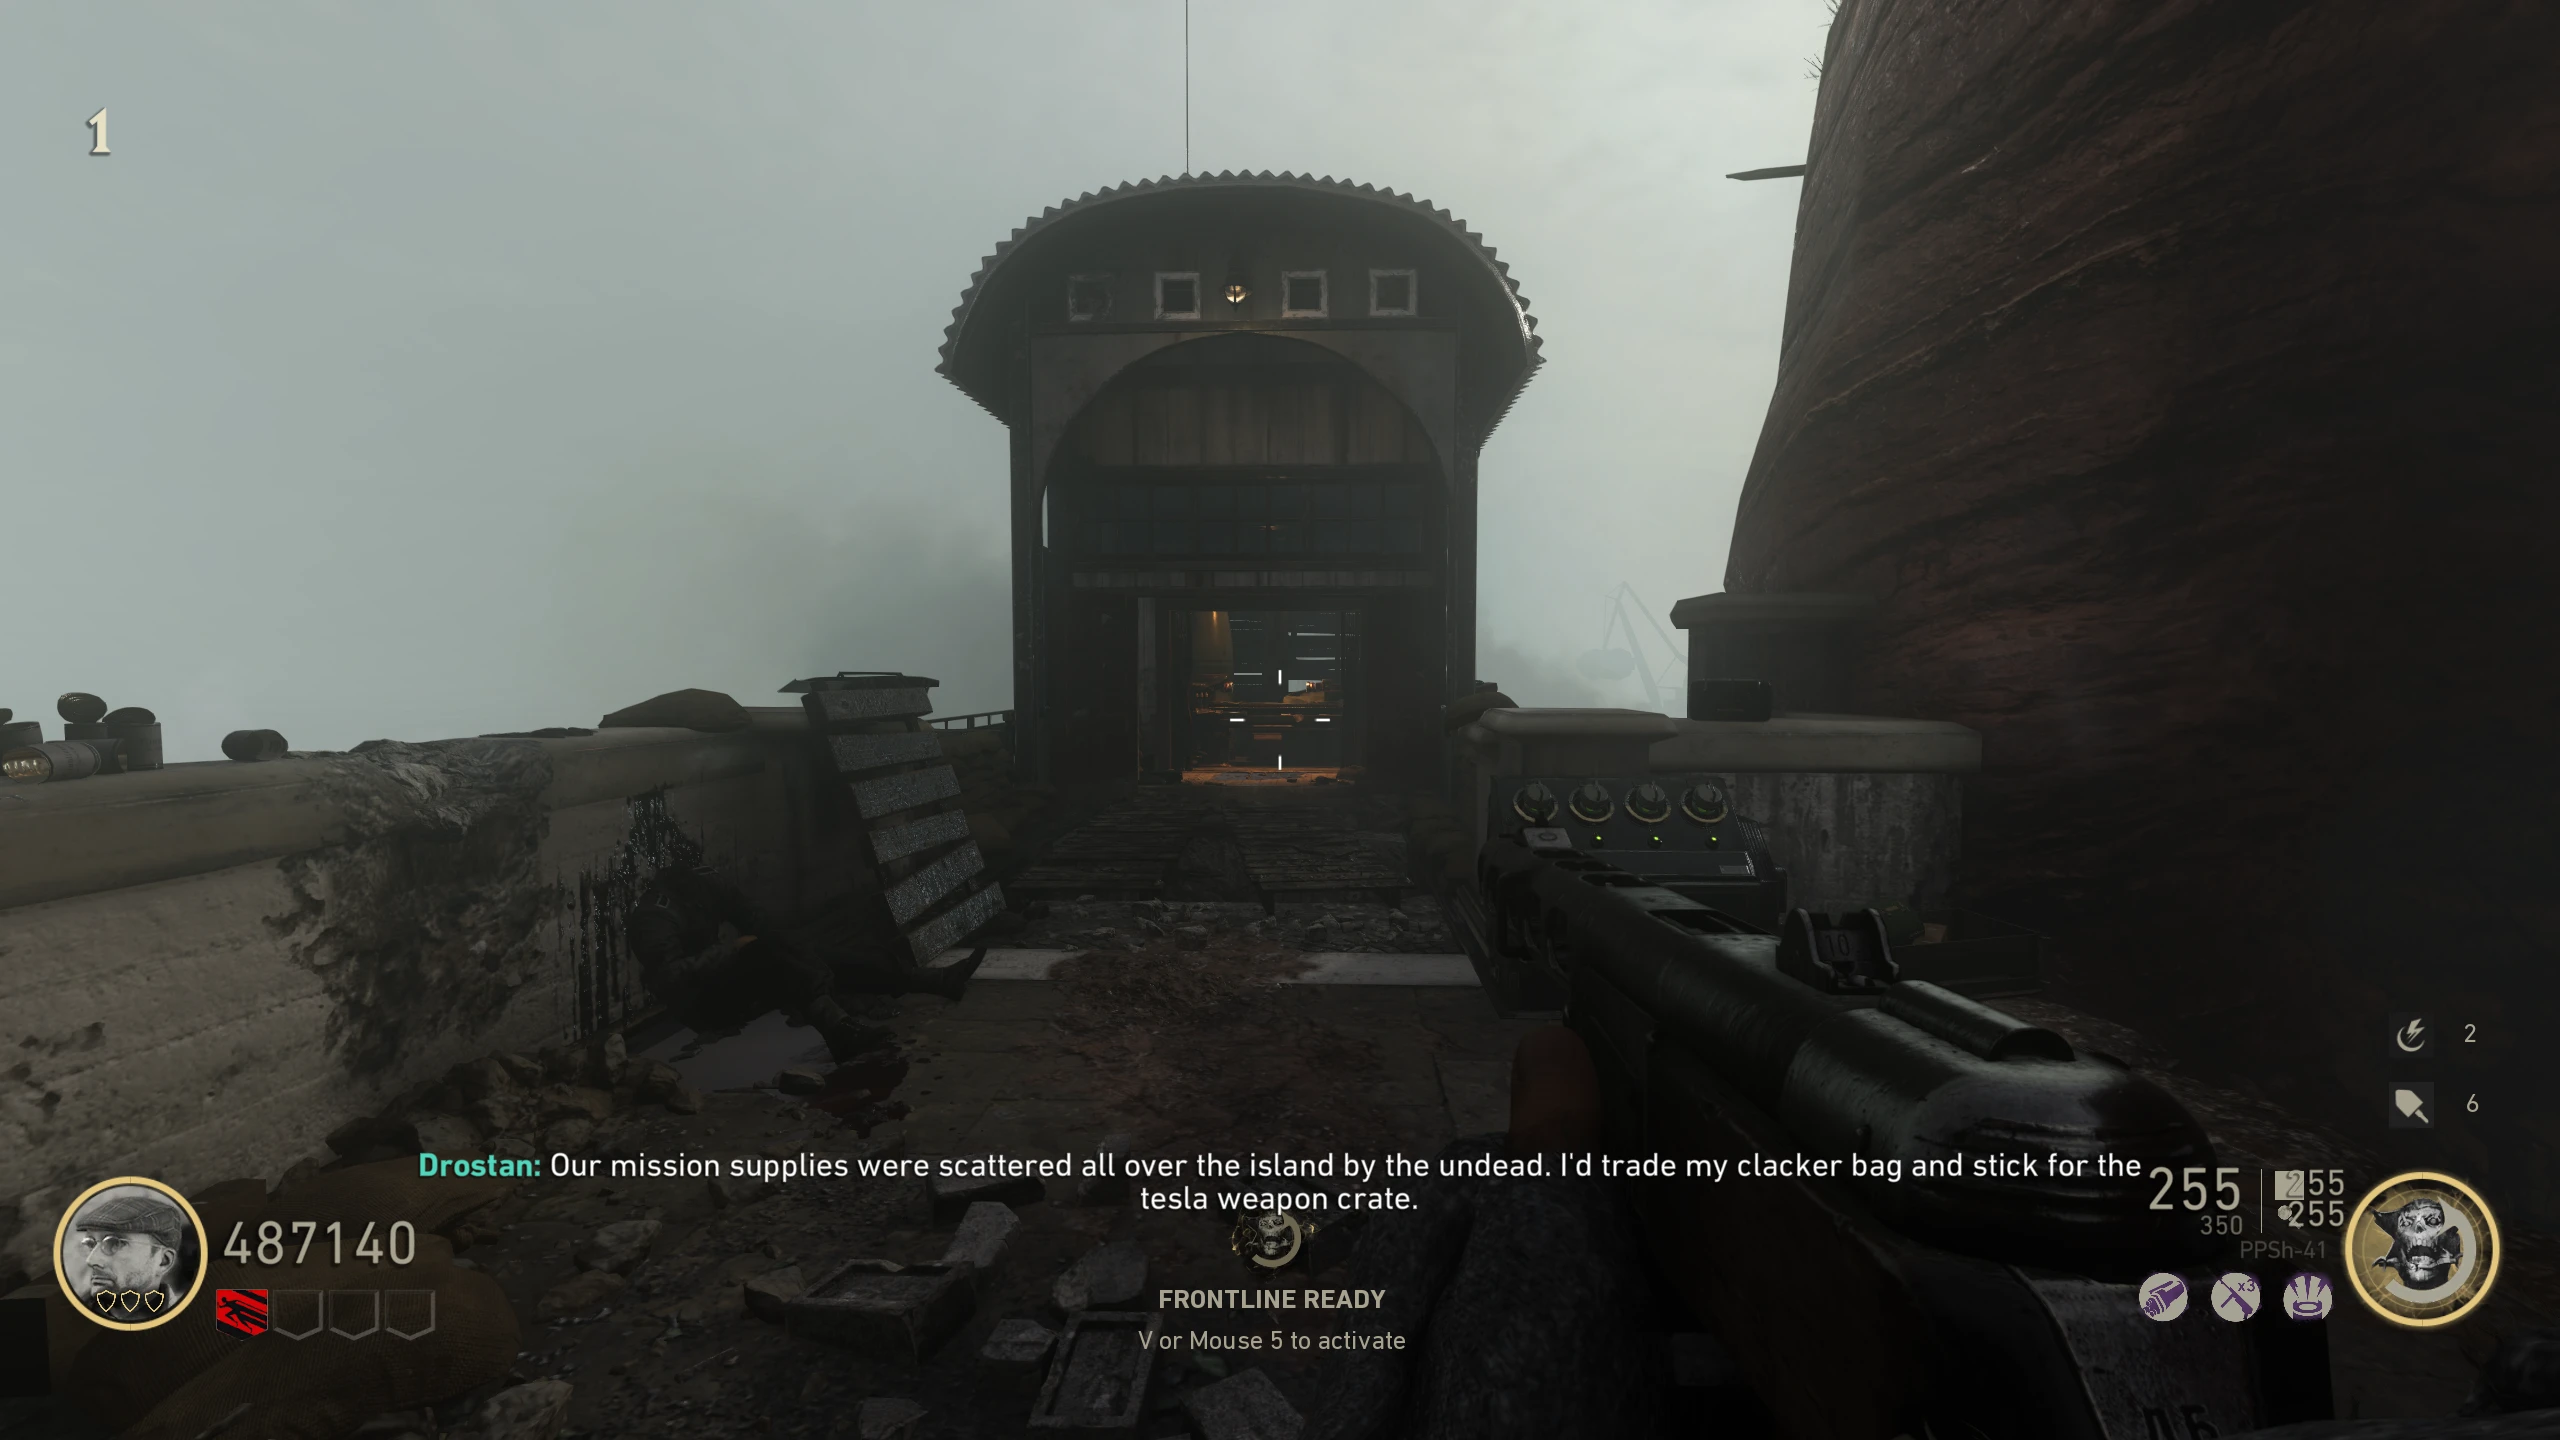 1
2
6
Drostan: Our mission supplies were scattered all over the island by the undead. I'd trade my clacker bag and stick for the
tesla weapon crate.
255
255
350
255
PPSh-41
487140
x3
FRONTLINE READY
V or Mouse 5 to activate
10